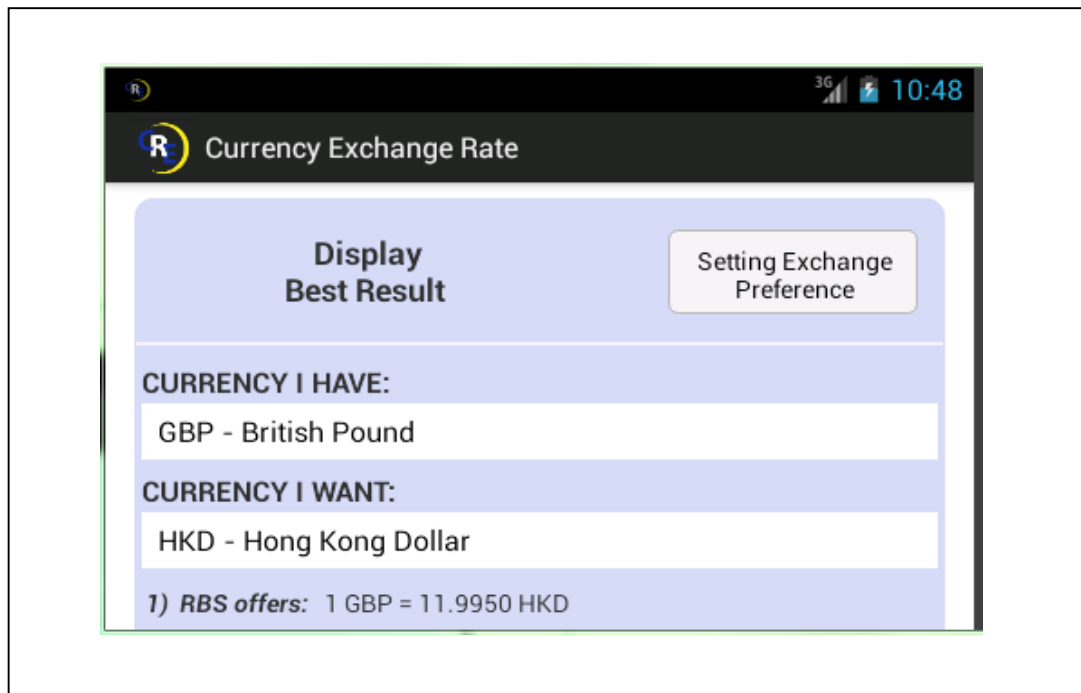 R
3G 10:48
CRE Currency Exchange Rate
Display
Best Result
Setting Exchange
Preference
CURRENCY I HAVE:
GBP - British Pound
CURRENCY I WANT:
HKD - Hong Kong Dollar
1) RBS offers: 1 GBP = 11.9950 HKD